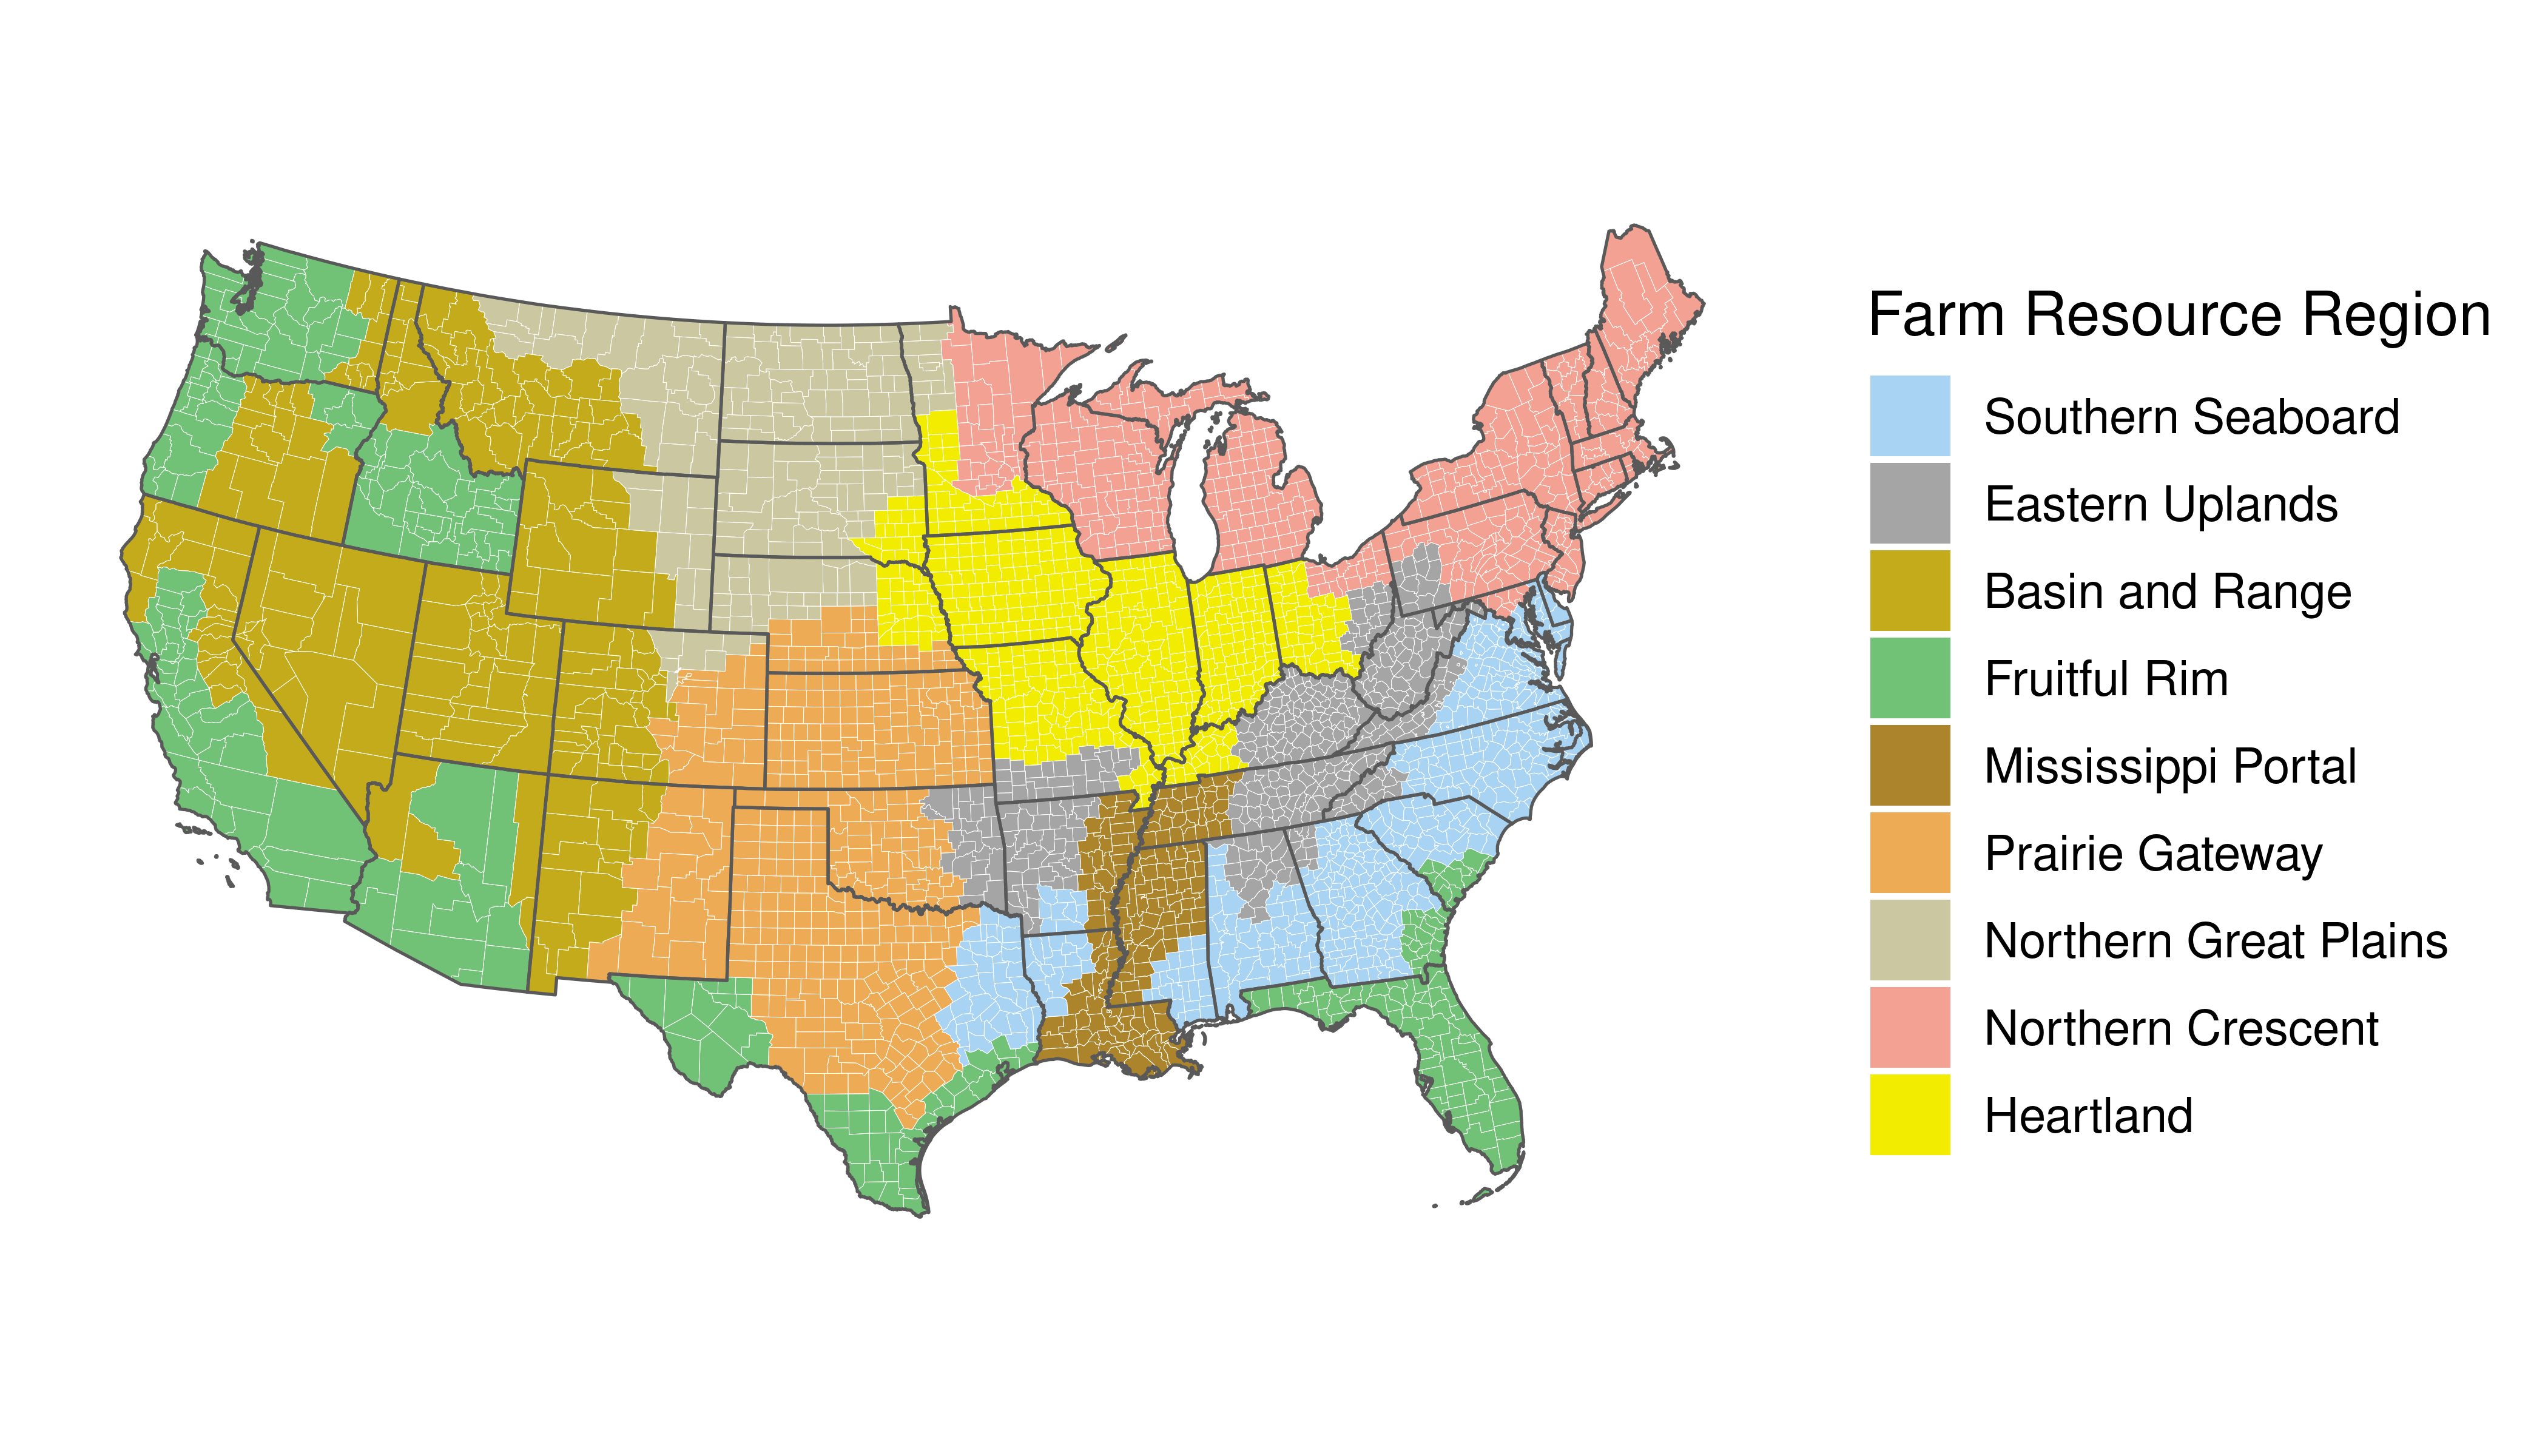 Farm Resource Region
Southern Seaboard
Eastern Uplands
Basin and Range
Fruitful Rim
Mississippi Portal
Prairie Gateway
Northern Great Plains
Northern Crescent
Heartland